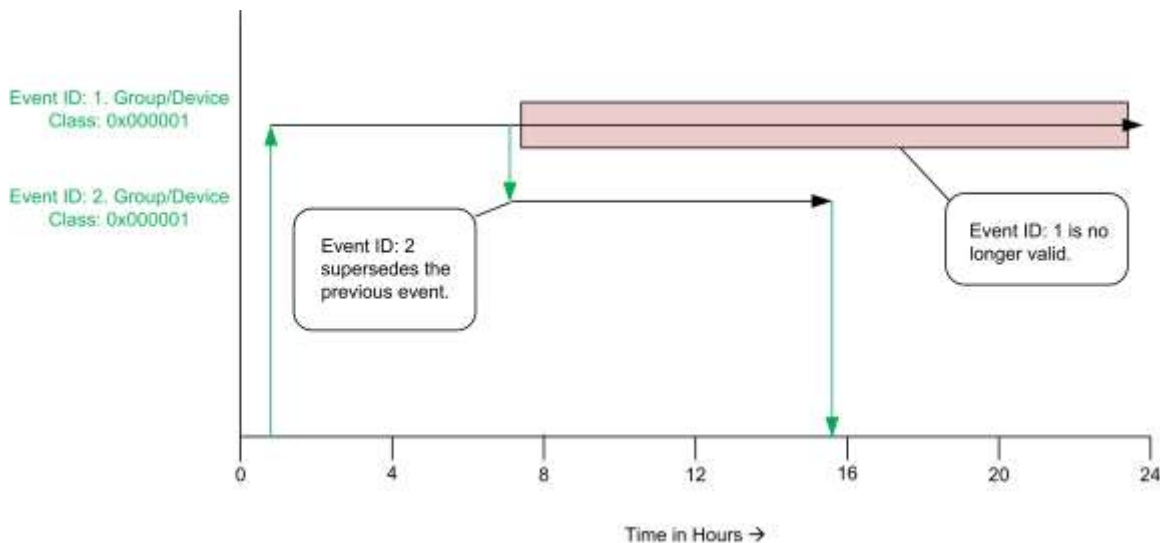 Event ID: 1. Group/Device
Class: 0x000001
Event ID: 2. Group/Device
Class: 0x000001
Event ID: 2
supersedes the
previous event.
Event ID: 1 is no
longer valid.
0 4 8 12 16 20 24
Time in Hours →